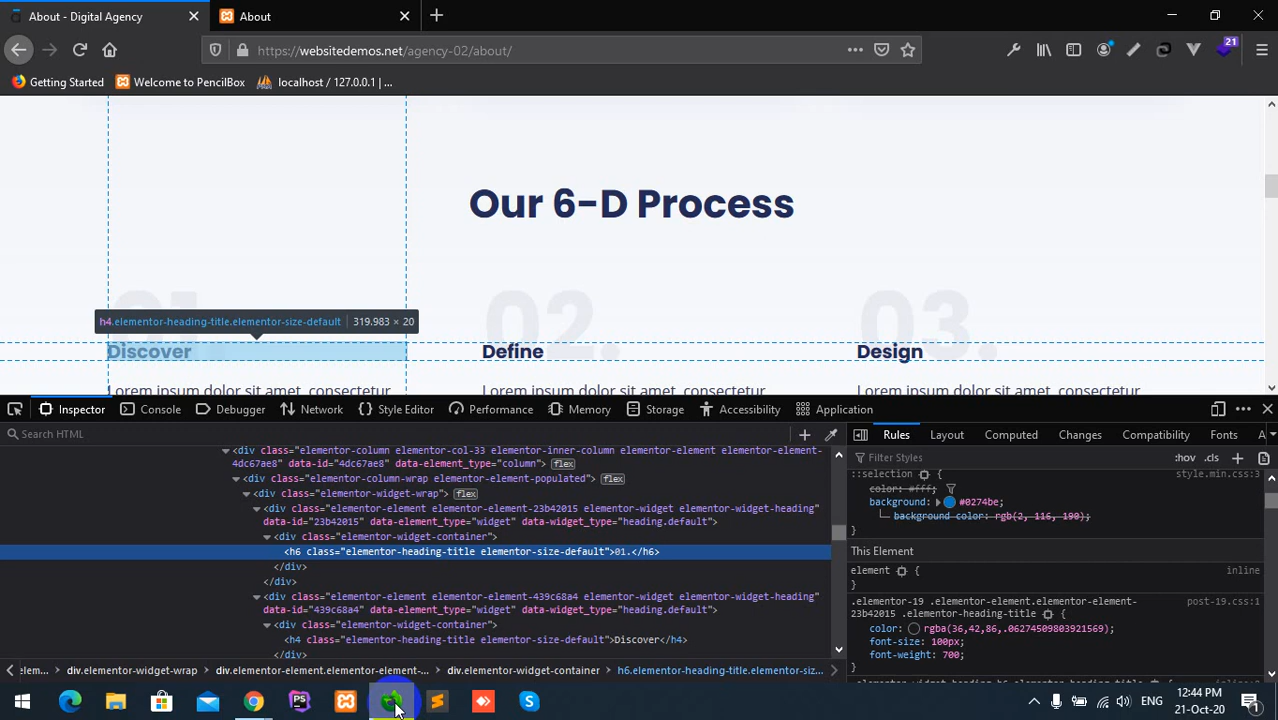 About - Digital Agency
About
https://websitedemos.net/agency-02/about/
21
Getting Started
Welcome to PencilBox
localhost / 127.0.0.1 | ...
Our 6-D Process
01
02.
03.
h4.elementor-heading-title.elementor-size-default 319.983 × 20
Discover
Define
Design
Lorem ipsum dolor sit amet, consectetur
Lorem ipsum dolor sit amet, consectetur
Lorem ipsum dolor sit amet, consectetur
Inspector
Console
Debugger
Network
Style Editor
Performance
Memory
Storage
Accessibility
Application
Search HTML
Rules
Layout
Computed
Changes
Compatibility
Fonts
A
<div class="elementor-column elementor-col-33 elementor-inner-column elementor-element elementor-element-
4dc67ae8" data-id="4dc67ae8" data-element_type="column"> flex
<div class="elementor-column-wrap elementor-element-populated"> flex
<div class="elementor-widget-wrap"> flex
<div class="elementor-element elementor-element-23b42015 elementor-widget elementor-widget-heading"
data-id="23b42015" data-element_type="widget" data-widget_type="heading.default">
<div class="elementor-widget-container">
<h6 class="elementor-heading-title elementor-size-default">01.</h6>
</div>
</div>
<div class="elementor-element elementor-element-439c68a4 elementor-widget elementor-widget-heading"
data-id="439c68a4" data-element_type="widget" data-widget_type="heading.default">
<div class="elementor-widget-container">
<h4 class="elementor-heading-title elementor-size-default">Discover</h4>
</div>
Filter Styles
:hov
.cls
::selection {
style.min.css:3
color: #fff;
background: #0274be;
background-color: rgb(2, 116, 190);
}
This Element
element {
inline
}
.elementor-19 .elementor-element.elementor-element-
post-19.css:1
23b42015 .elementor-heading-title {
color: rgba(36,42,86,.06274509803921569);
font-size: 100px;
font-weight: 700;
}
elem...
div.elementor-widget-wrap
div.elementor-element.elementor-element-...
div.elementor-widget-container
h6.elementor-heading-title.elementor-siz...
ENG
12:44 PM
21-Oct-20
1